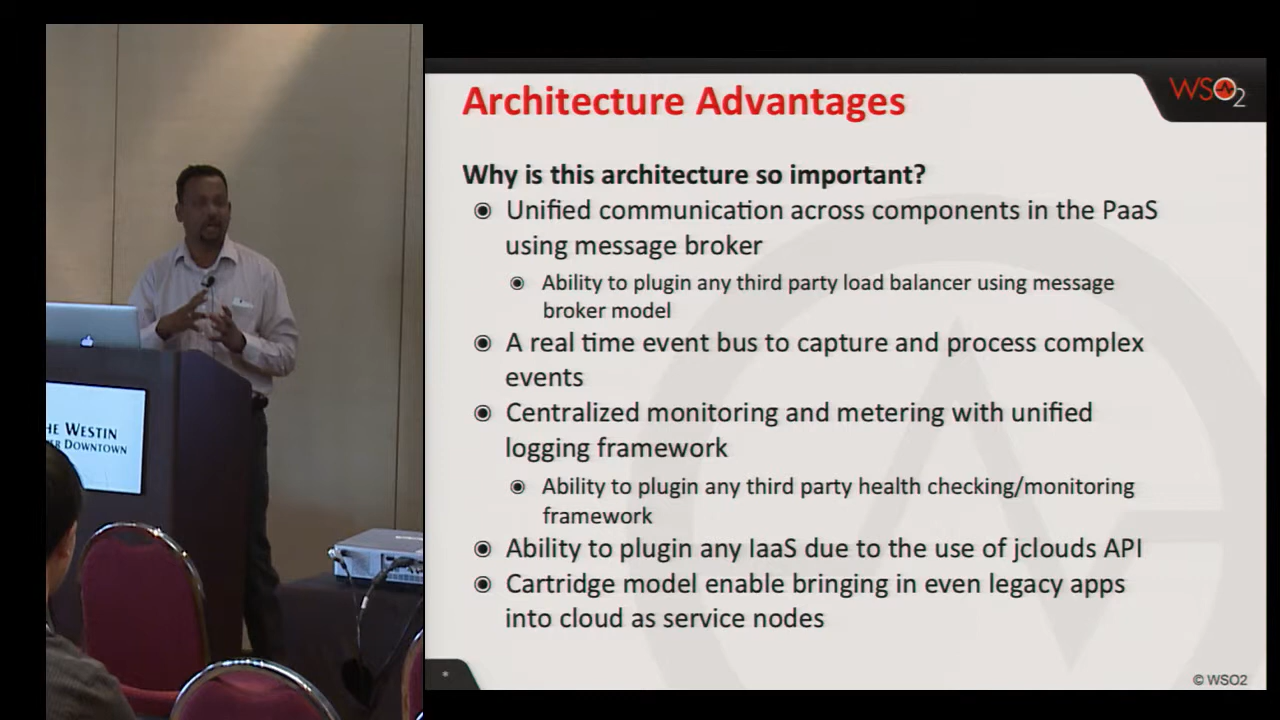 Architecture Advantages
WSO2
Why is this architecture so important?
Unified communication across components in the PaaS
using message broker
Ability to plugin any third party load balancer using message
broker model
A real time event bus to capture and process complex
events
Centralized monitoring and metering with unified
logging framework
Ability to plugin any third party health checking/monitoring
framework
Ability to plugin any IaaS due to the use of jclouds API
Cartridge model enable bringing in even legacy apps
into cloud as service nodes
*
© WSO2
HE WESTIN
ER DOWNTOWN